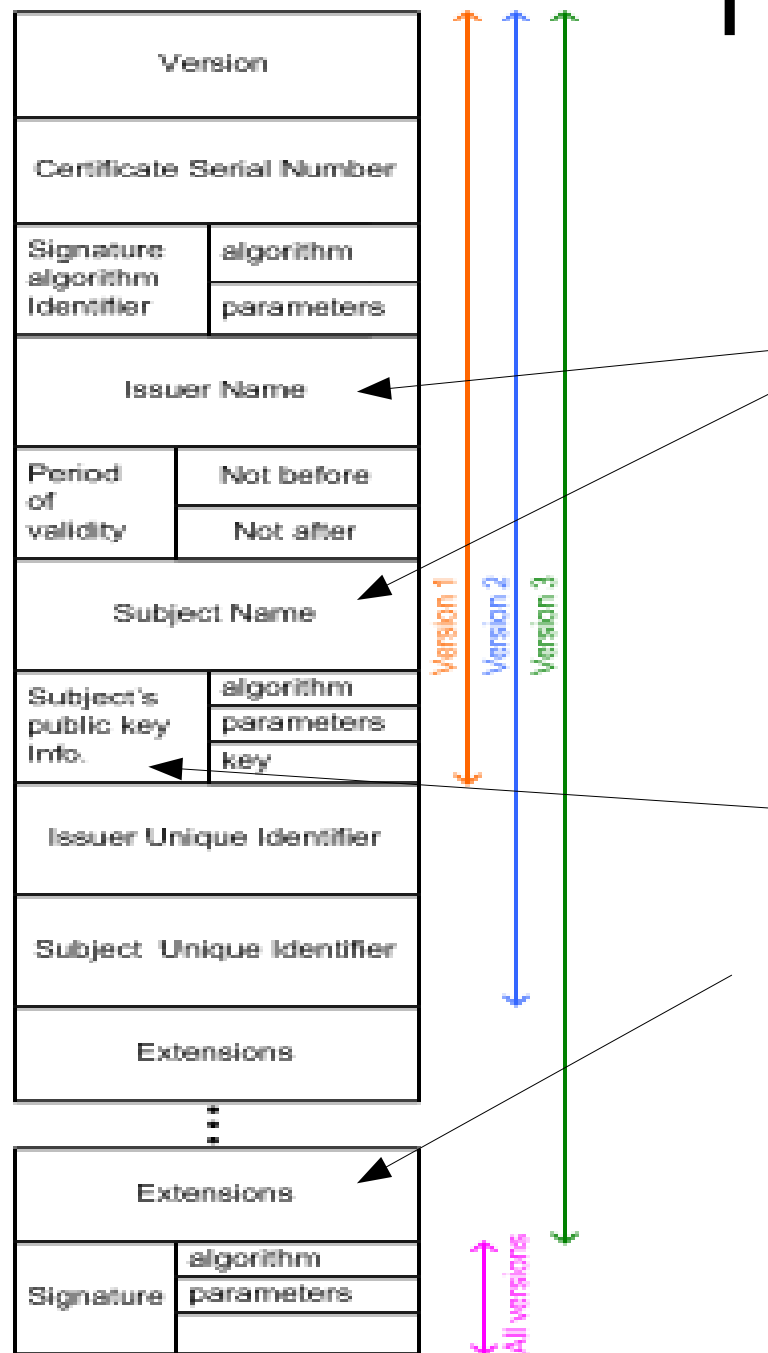 Version
Certificate Serial Number
Signature
algorithm
Identifier
algorithm
parameters
Issuer Name
Period
of
validity
Not before
Not after
Subject Name
Subject's
public key
Info.
algorithm
parameters
key
Issuer Unique Identifier
Subject Unique Identifier
Extensions
Extensions
Signature
algorithm
parameters
Version 1
Version 2
Version 3
All versions